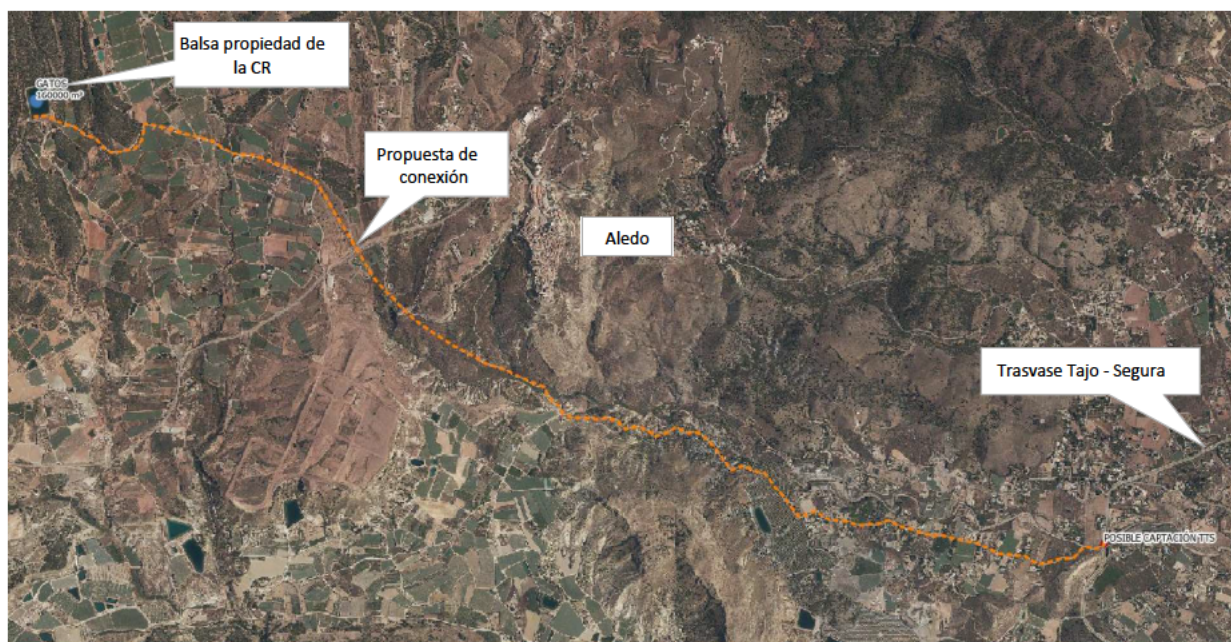 Balsa propiedad de
la CR
GATOS
160000 m³
Propuesta de
conexión
Aledo
Trasvase Tajo - Segura
POSIBLE CAPTACIÓN TTS